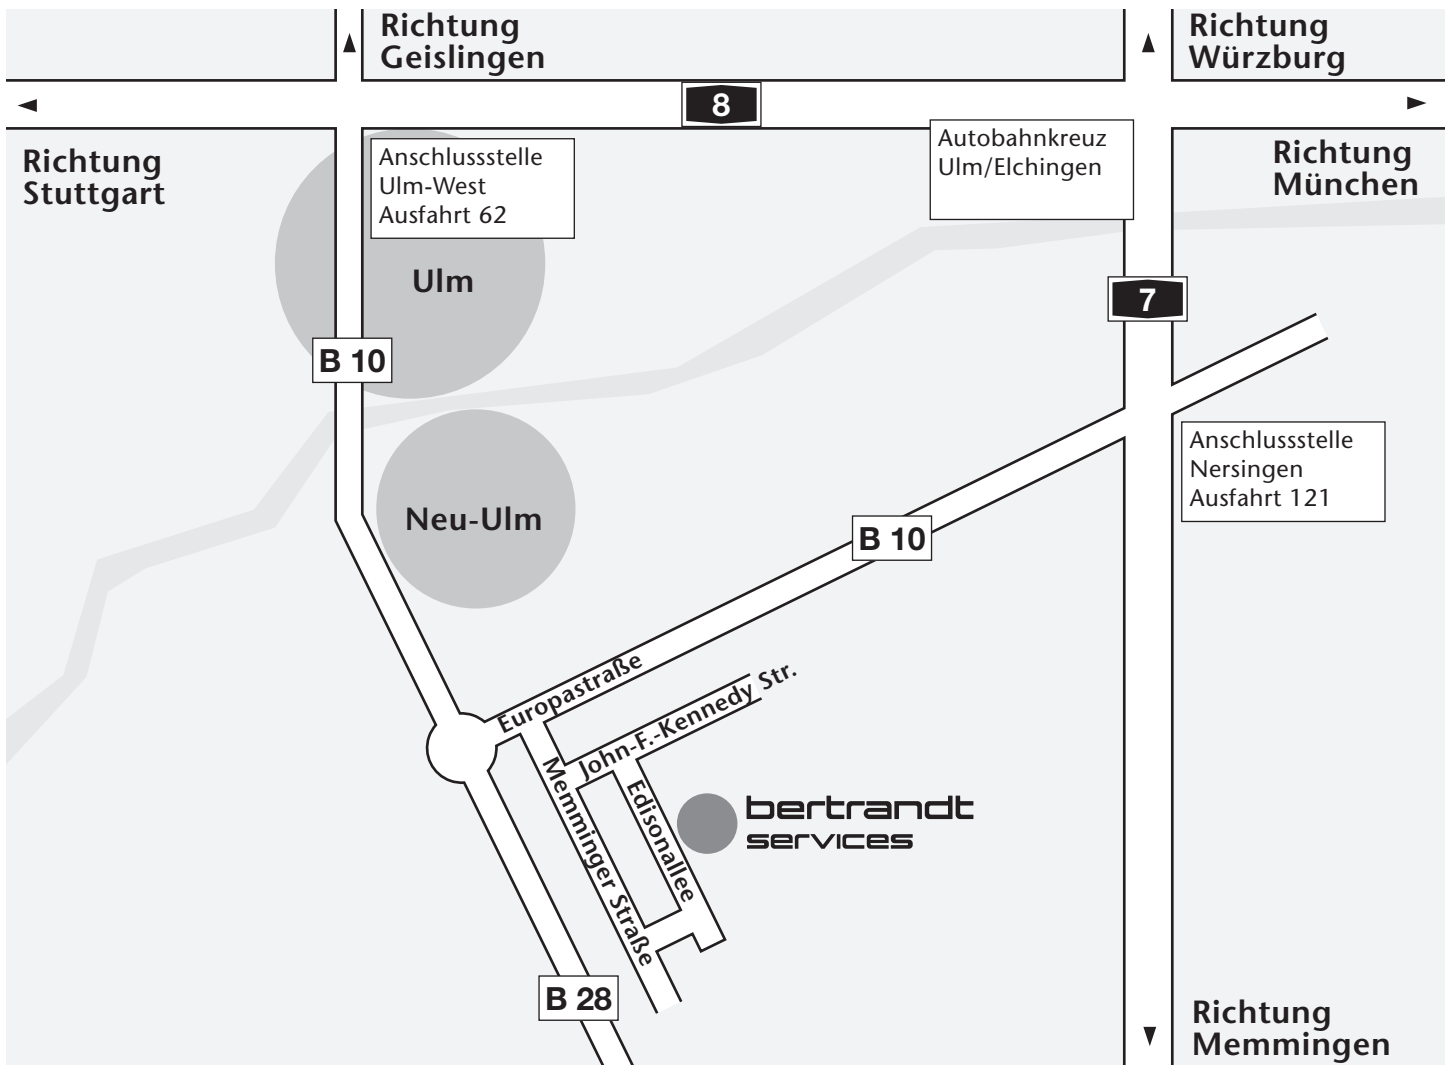 Richtung
Geislingen
Richtung
Würzburg
8
Richtung
Stuttgart
Anschlussstelle
Ulm-West
Ausfahrt 62
Autobahnkreuz
Ulm/Elchingen
Richtung
München
Ulm
7
B 10
Anschlussstelle
Nersingen
Ausfahrt 121
Neu-Ulm
B 10
Europastraße
John-F.-Kennedy Str.
Memminger Straße
Edisonallee
bertrandt
services
B 28
Richtung
Memmingen